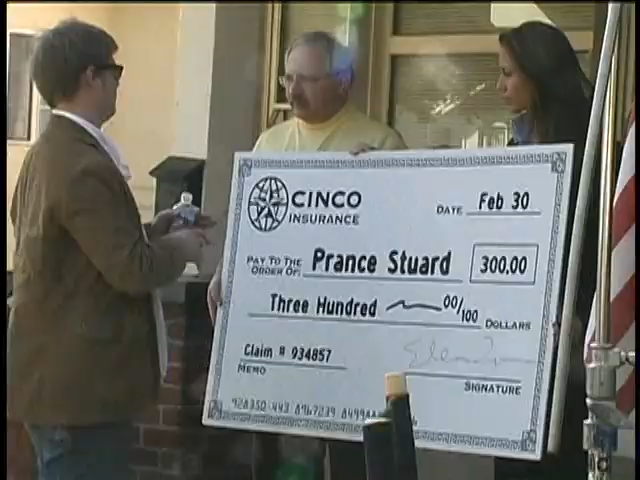 CINCO
INSURANCE
DATE Feb 30
PAY TO THE
ORDER OF: Prance Stuard 300.00
Three Hundred 00/100 DOLLARS
Claim # 934857
MEMO
SIGNATURE